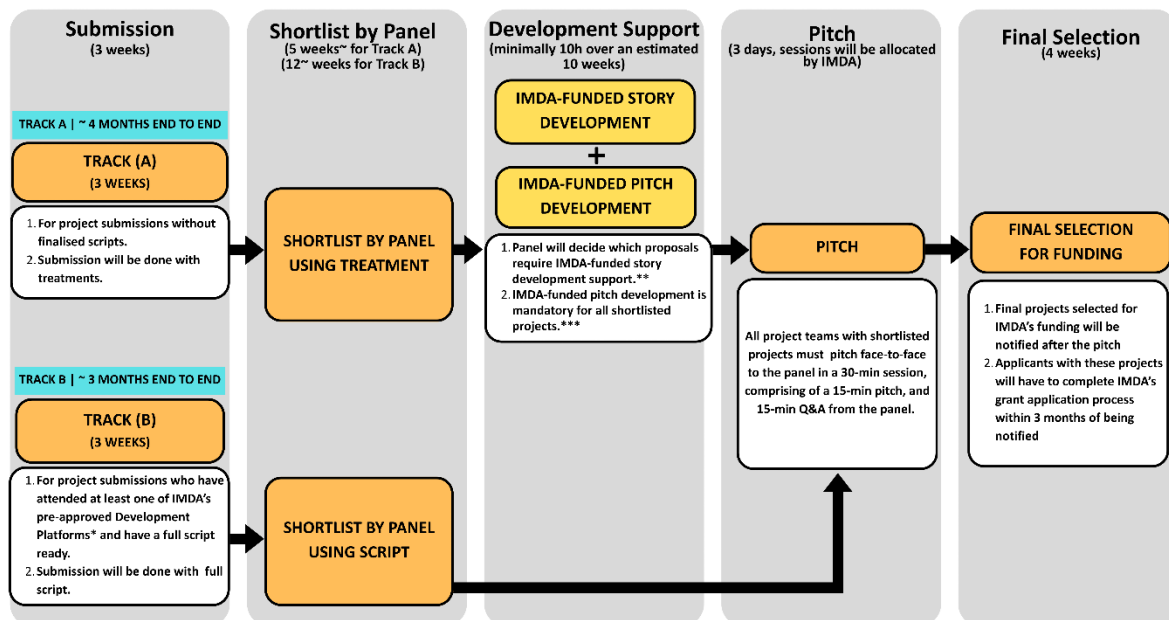 Submission
(3 weeks)
Shortlist by Panel
(5 weeks~ for Track A)
(12~ weeks for Track B)
Development Support
(minimally 10h over an estimated
10 weeks)
Pitch
(3 days, sessions will be allocated
by IMDA)
Final Selection
(4 weeks)
TRACK A | ~ 4 MONTHS END TO END
TRACK (A)
(3 WEEKS)
1. For project submissions without
finalised scripts.
2. Submission will be done with
treatments.
SHORTLIST BY PANEL
USING TREATMENT
IMDA-FUNDED STORY
DEVELOPMENT
+
IMDA-FUNDED PITCH
DEVELOPMENT
1. Panel will decide which proposals
require IMDA-funded story
development support.**
2. IMDA-funded pitch development is
mandatory for all shortlisted
projects.***
PITCH
All project teams with shortlisted
projects must pitch face-to-face
to the panel in a 30-min session,
comprising of a 15-min pitch, and
15-min Q&A from the panel.
FINAL SELECTION
FOR FUNDING
1. Final projects selected for
IMDA's funding will be
notified after the pitch
2. Applicants with these projects
will have to complete IMDA's
grant application process
within 3 months of being
notified
TRACK B | ~ 3 MONTHS END TO END
TRACK (B)
(3 WEEKS)
1. For project submissions who have
attended at least one of IMDA's
pre-approved Development
Platforms* and have a full script
ready.
2. Submission will be done with full
script.
SHORTLIST BY PANEL
USING SCRIPT